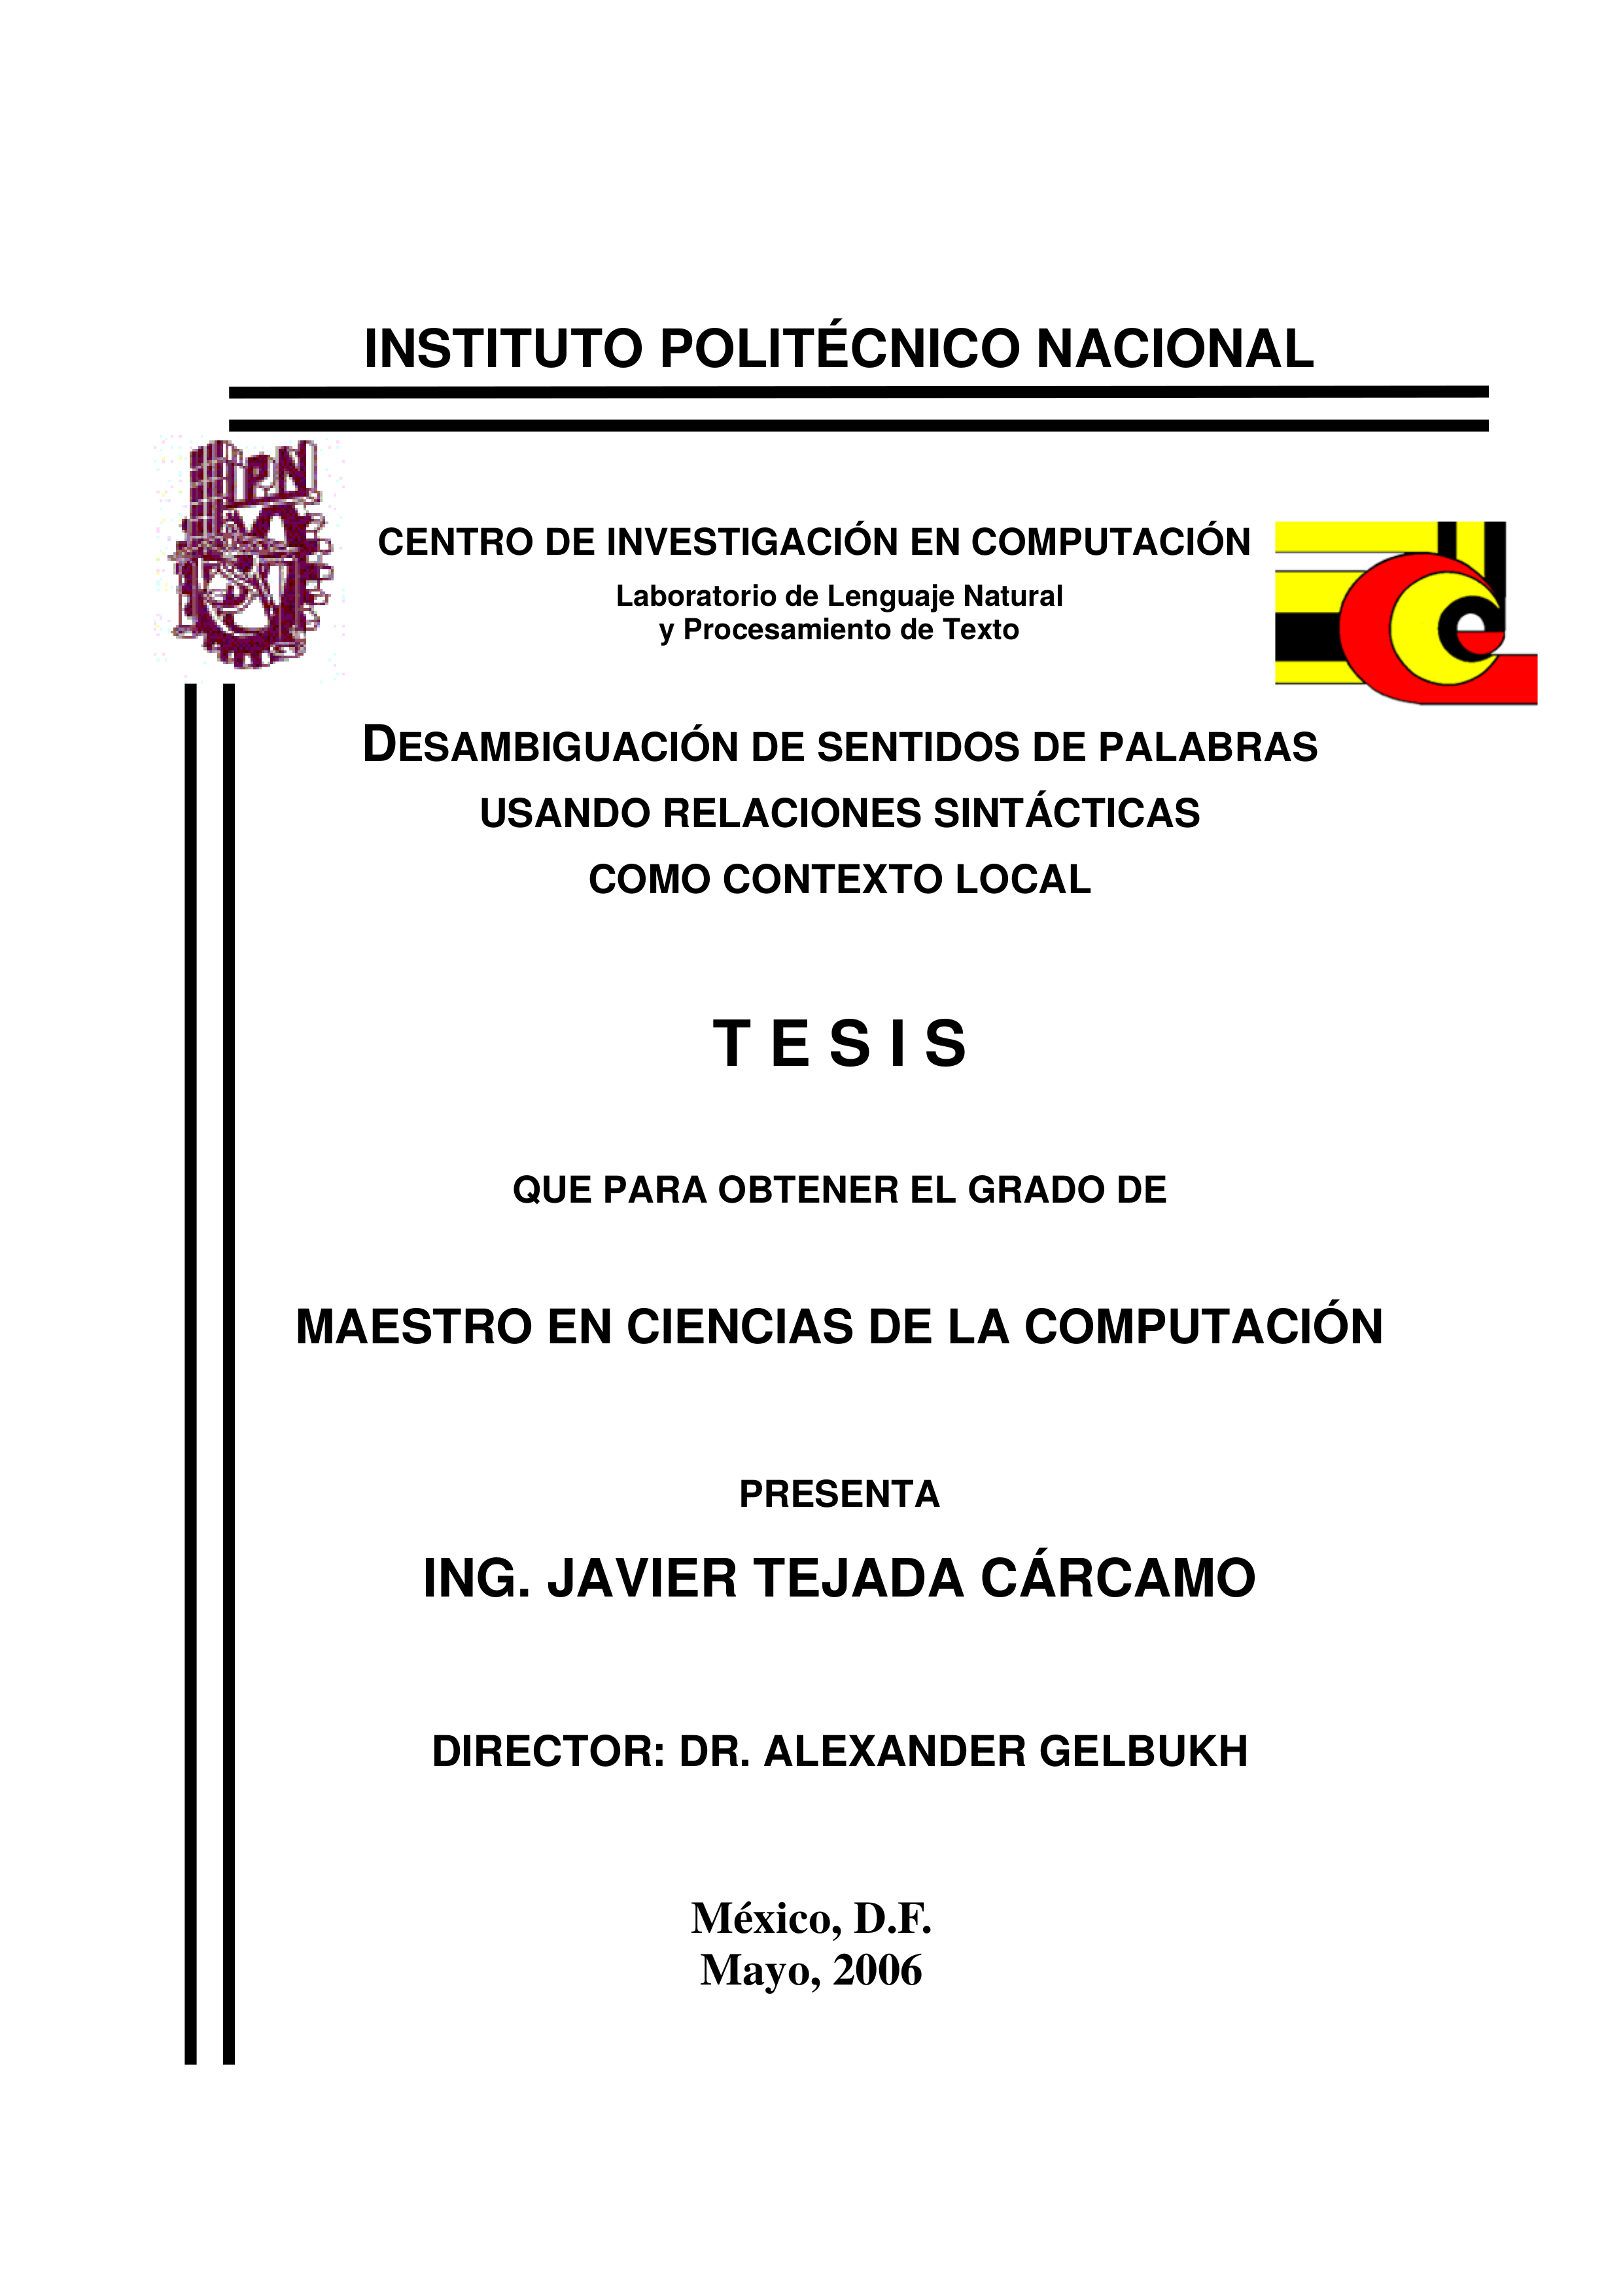 INSTITUTO POLITÉCNICO NACIONAL
IPN
CENTRO DE INVESTIGACIÓN EN COMPUTACIÓN
Laboratorio de Lenguaje Natural
y Procesamiento de Texto
DESAMBIGUACIÓN DE SENTIDOS DE PALABRAS
USANDO RELACIONES SINTÁCTICAS
COMO CONTEXTO LOCAL
T E S I S
QUE PARA OBTENER EL GRADO DE
MAESTRO EN CIENCIAS DE LA COMPUTACIÓN
PRESENTA
ING. JAVIER TEJADA CÁRCAMO
DIRECTOR: DR. ALEXANDER GELBUKH
México, D.F.
Mayo, 2006